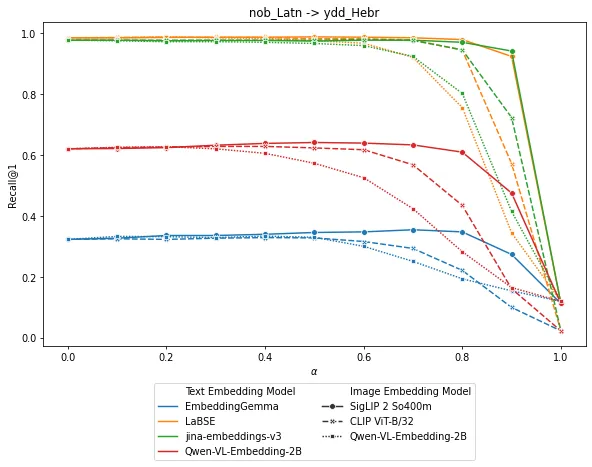 nob_Latn -> ydd_Hebr
1.0
0.8
0.6
0.4
0.2
0.0
Recall@1
0.0 0.2 0.4 0.6 0.8 1.0
α
Text Embedding Model Image Embedding Model
EmbeddingGemma SigLIP 2 So400m
LaBSE CLIP ViT-B/32
jina-embeddings-v3 Qwen-VL-Embedding-2B
Qwen-VL-Embedding-2B